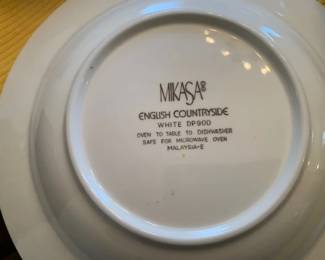 MIKASA®
ENGLISH COUNTRYSIDE
WHITE DP900
OVEN TO TABLE TO DISHWASHER
SAFE FOR MICROWAVE OVEN
MALAYSIA-E